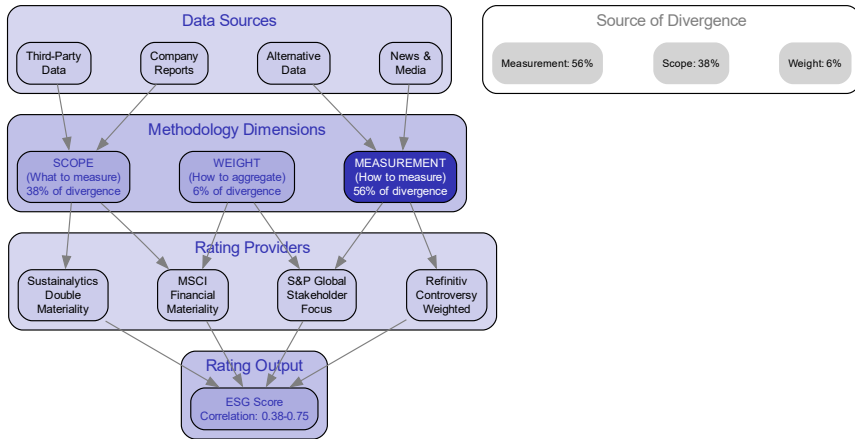 Data Sources
Third-Party
Data
Company
Reports
Alternative
Data
News &
Media
Source of Divergence
Measurement: 56%
Scope: 38%
Weight: 6%
Methodology Dimensions
SCOPE
(What to measure)
38% of divergence
WEIGHT
(How to aggregate)
6% of divergence
MEASUREMENT
(How to measure)
56% of divergence
Rating Providers
Sustainalytics
Double
Materiality
MSCI
Financial
Materiality
S&P Global
Stakeholder
Focus
Refinitiv
Controversy
Weighted
Rating Output
ESG Score
Correlation: 0.38-0.75